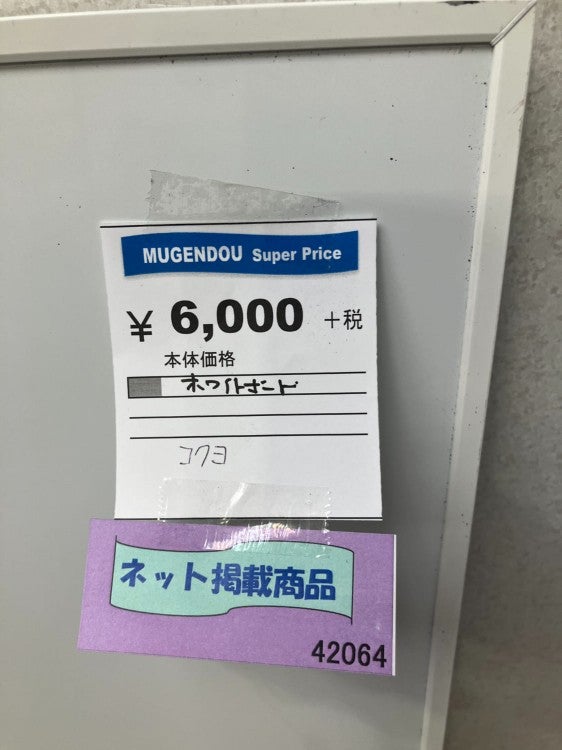 MUGENDOU Super Price
¥ 6,000 +税
本体価格
ホワイトボード
コクヨ
ネット掲載商品
42064